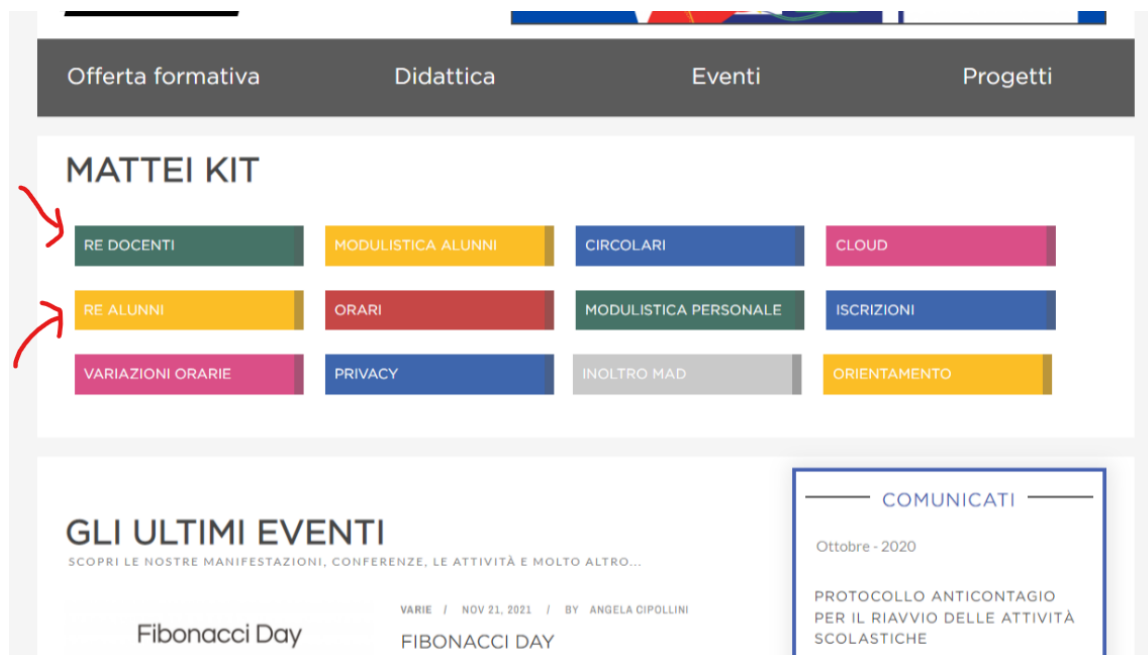 Offerta formativa
Didattica
Eventi
Progetti
MATTEI KIT
RE DOCENTI
MODULISTICA ALUNNI
CIRCOLARI
CLOUD
RE ALUNNI
ORARI
MODULISTICA PERSONALE
ISCRIZIONI
VARIAZIONI ORARIE
PRIVACY
INOLTRO MAD
ORIENTAMENTO
GLI ULTIMI EVENTI
SCOPRI LE NOSTRE MANIFESTAZIONI, CONFERENZE, LE ATTIVITÀ E MOLTO ALTRO...
Fibonacci Day
VARIE / NOV 21, 2021 / BY ANGELA CIPOLLINI
FIBONACCI DAY
COMUNICATI
Ottobre - 2020
PROTOCOLLO ANTICONTAGIO
PER IL RIAVVIO DELLE ATTIVITÀ
SCOLASTICHE